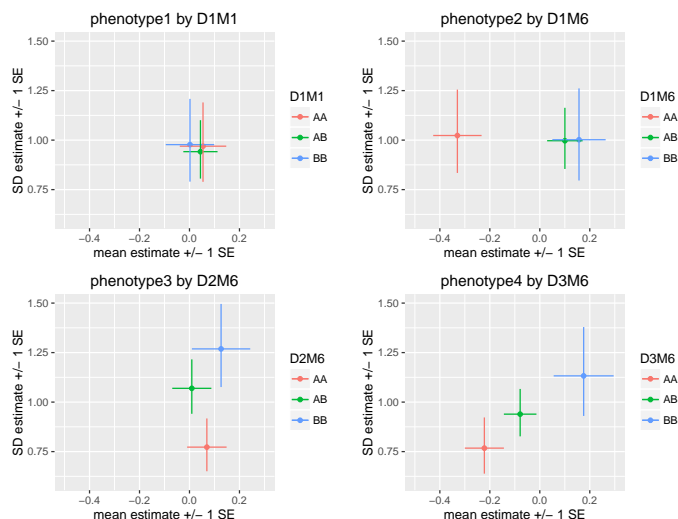 phenotype1 by D1M1
SD estimate +/− 1 SE
1.50
1.25
1.00
0.75
−0.4
−0.2
0.0
0.2
mean estimate +/− 1 SE
D1M1
AA
AB
BB
phenotype2 by D1M6
SD estimate +/− 1 SE
1.50
1.25
1.00
0.75
−0.4
−0.2
0.0
0.2
mean estimate +/− 1 SE
D1M6
AA
AB
BB
phenotype3 by D2M6
SD estimate +/− 1 SE
1.50
1.25
1.00
0.75
−0.4
−0.2
0.0
0.2
mean estimate +/− 1 SE
D2M6
AA
AB
BB
phenotype4 by D3M6
SD estimate +/− 1 SE
1.50
1.25
1.00
0.75
−0.4
−0.2
0.0
0.2
mean estimate +/− 1 SE
D3M6
AA
AB
BB